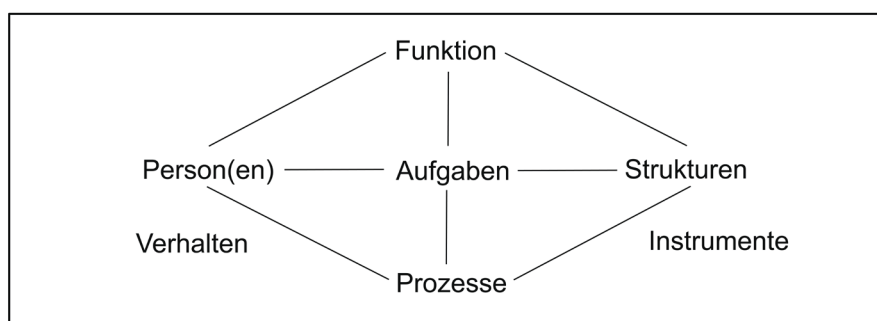 Funktion
Person(en) Aufgaben Strukturen
Verhalten Instrumente
Prozesse